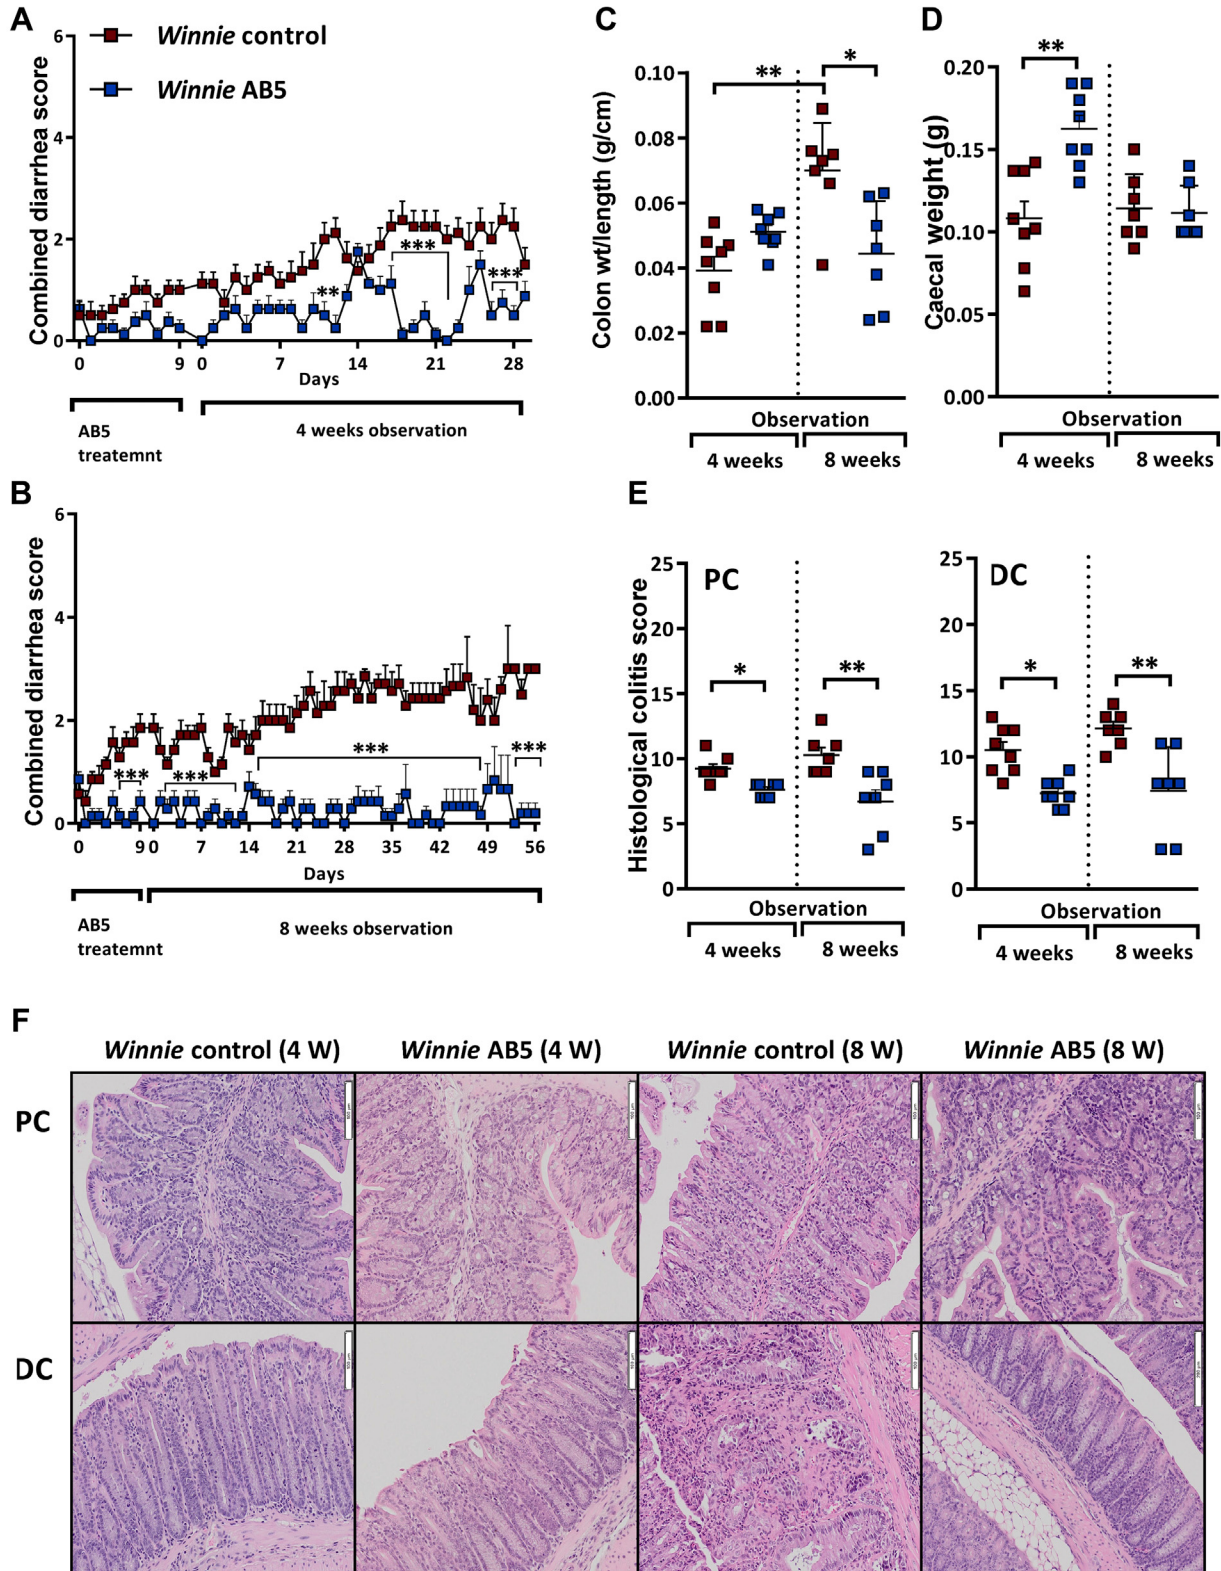 A
Combined diarrhea score
Winnie control
Winnie AB5
6
4
2
0
0 9 0 7 14 21 28
** *** ***
Days
AB5
treatemnt
4 weeks observation
B
Combined diarrhea score
6
4
2
0
0 9 0 7 14 21 28 35 42 49 56
*** *** *** ***
Days
AB5
treatemnt
8 weeks observation
C
Colon wt/length (g/cm)
0.10
0.08
0.06
0.04
0.02
0.00
** *
Observation
4 weeks 8 weeks
D
Caecal weight (g)
0.20
0.15
0.10
0.05
0.00
**
Observation
4 weeks 8 weeks
E
Histological colitis score
PC
25
20
15
10
5
0
* **
Observation
4 weeks 8 weeks
DC
25
20
15
10
5
0
* **
Observation
4 weeks 8 weeks
F
Winnie control (4 W) Winnie AB5 (4 W) Winnie control (8 W) Winnie AB5 (8 W)
PC
DC